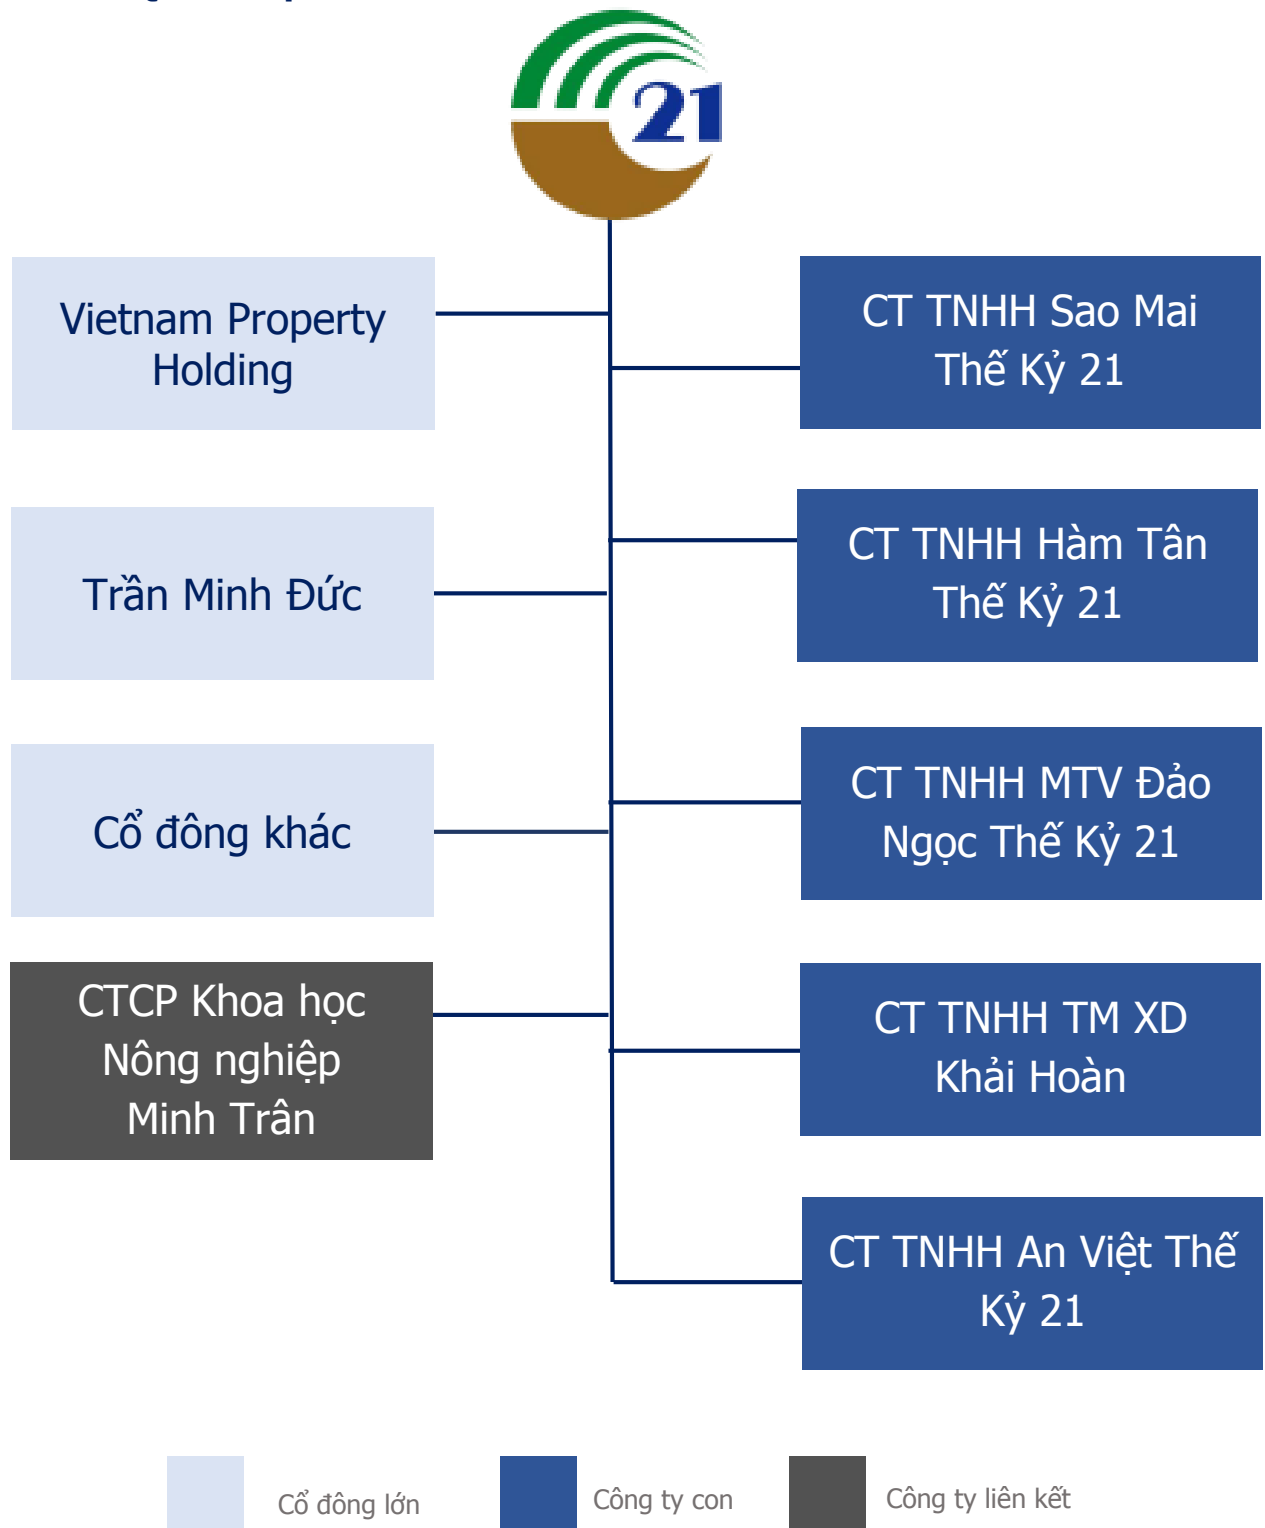 21
Vietnam Property
Holding
CT TNHH Sao Mai
Thế Kỷ 21
Trần Minh Đức
CT TNHH Hàm Tân
Thế Kỷ 21
Cổ đông khác
CT TNHH MTV Đảo
Ngọc Thế Kỷ 21
CTCP Khoa học
Nông nghiệp
Minh Trân
CT TNHH TM XD
Khải Hoàn
CT TNHH An Việt Thế
Kỷ 21
Cổ đông lớn
Công ty con
Công ty liên kết